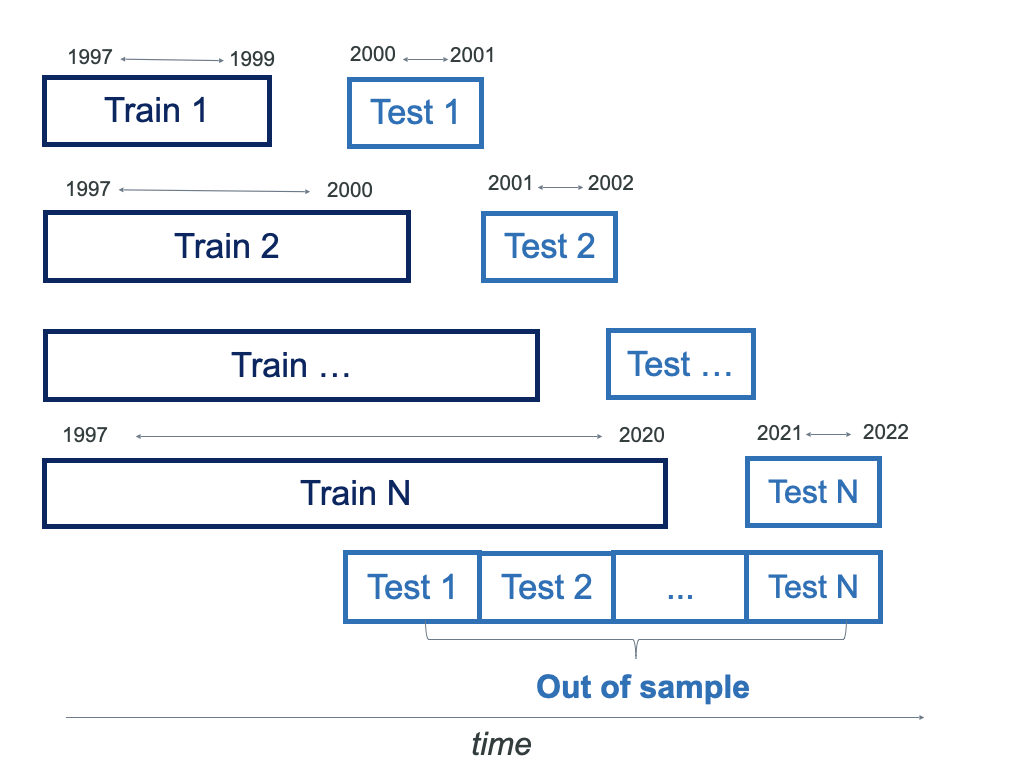 1997 1999 2000 2001
Train 1 Test 1
1997 2000 2001 2002
Train 2 Test 2
Train ... Test ...
1997 2020 2021 2022
Train N Test N
Test 1 Test 2 ... Test N
Out of sample
time